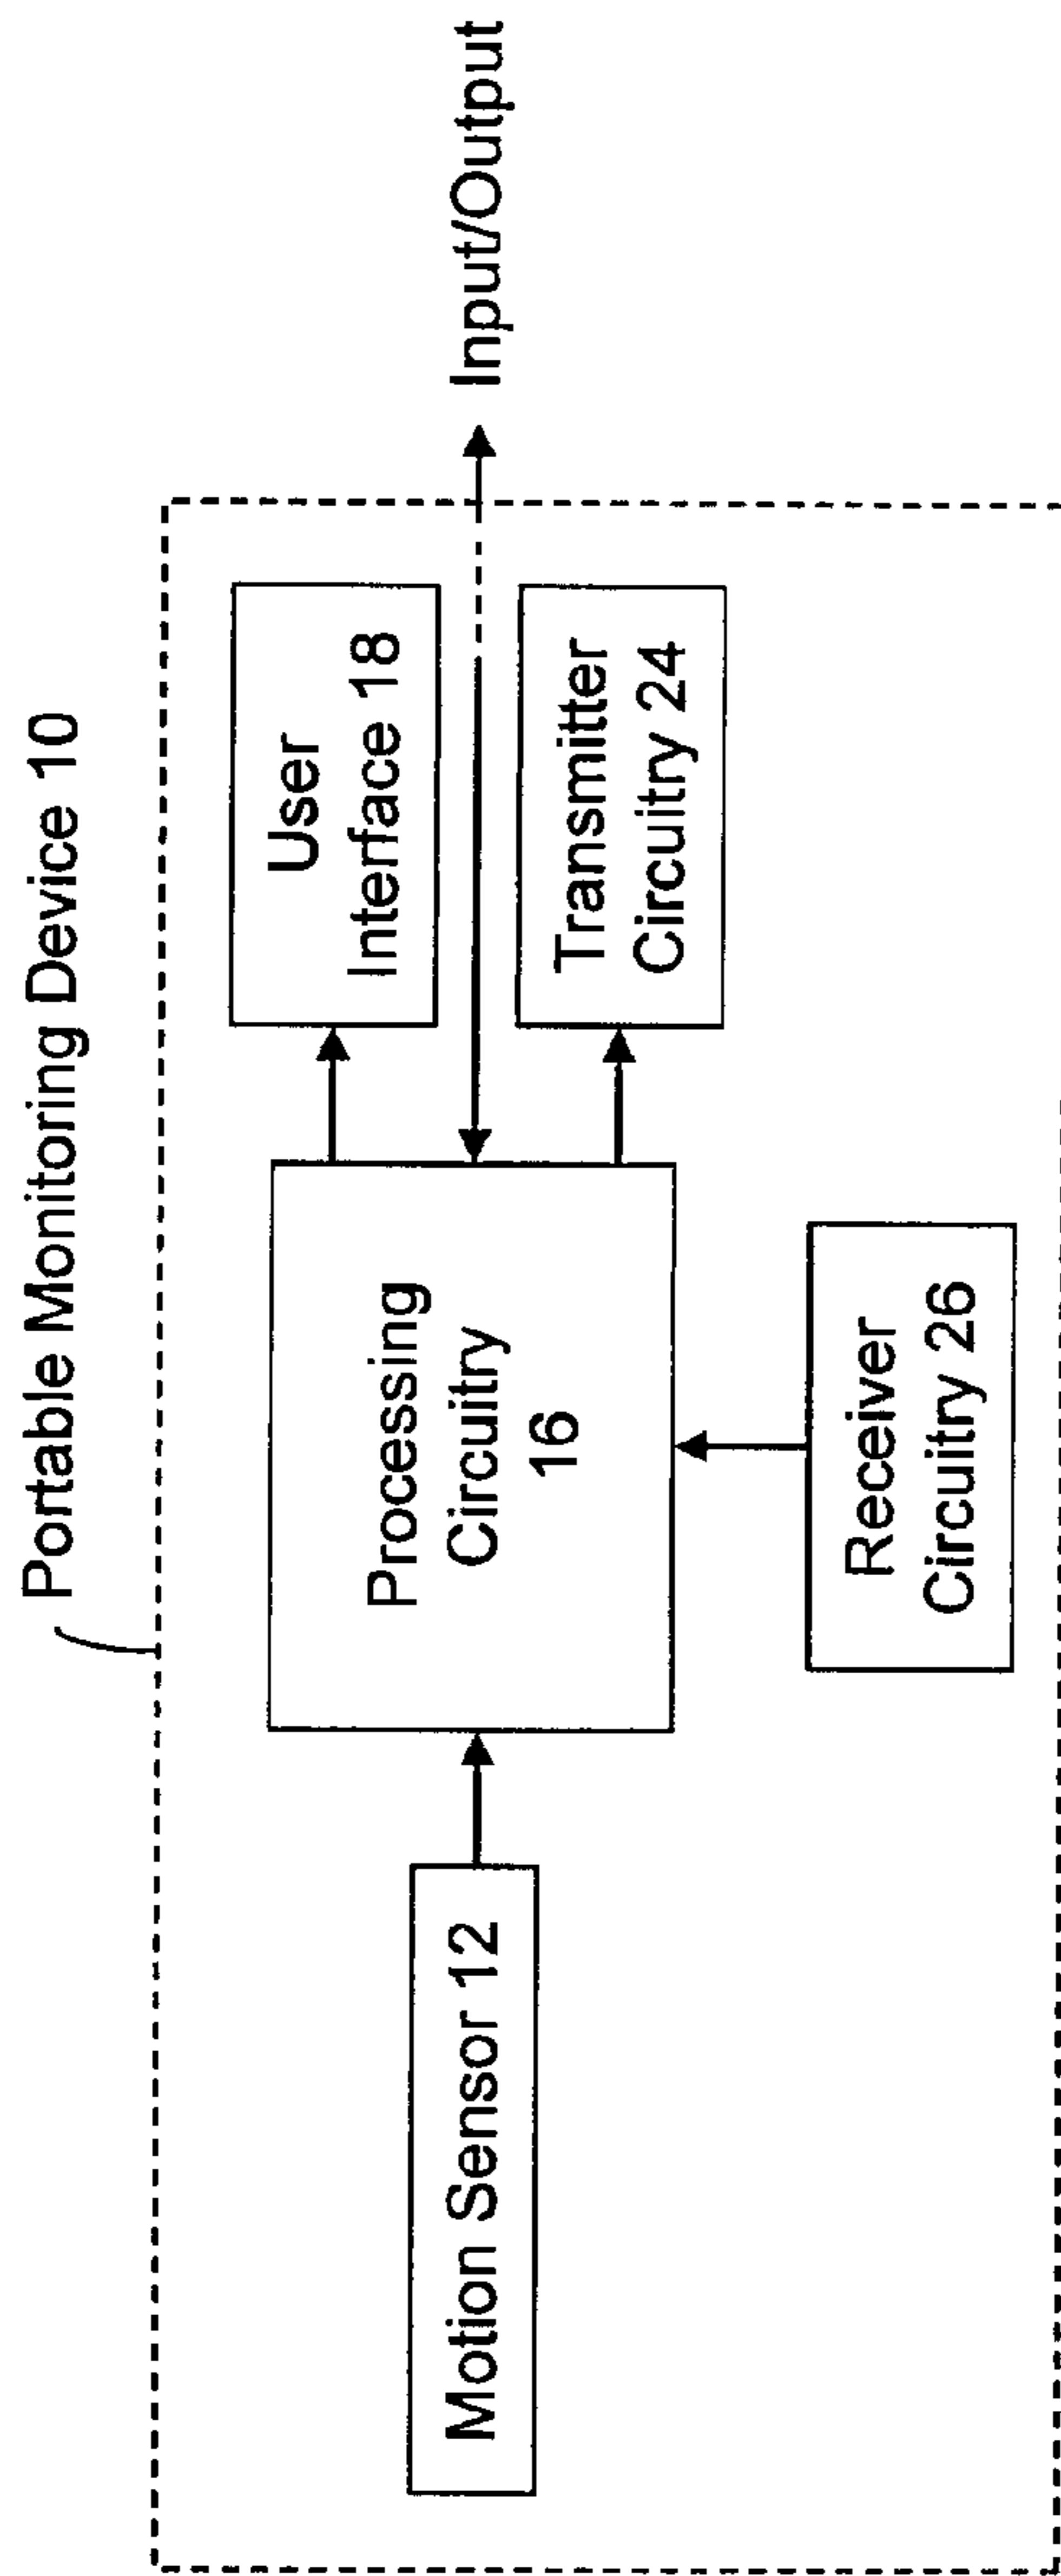 Portable Monitoring Device 10
User
Interface 18
Input/Output
Processing
Circuitry
16
Transmitter
Circuitry 24
Motion Sensor 12
Receiver
Circuitry 26